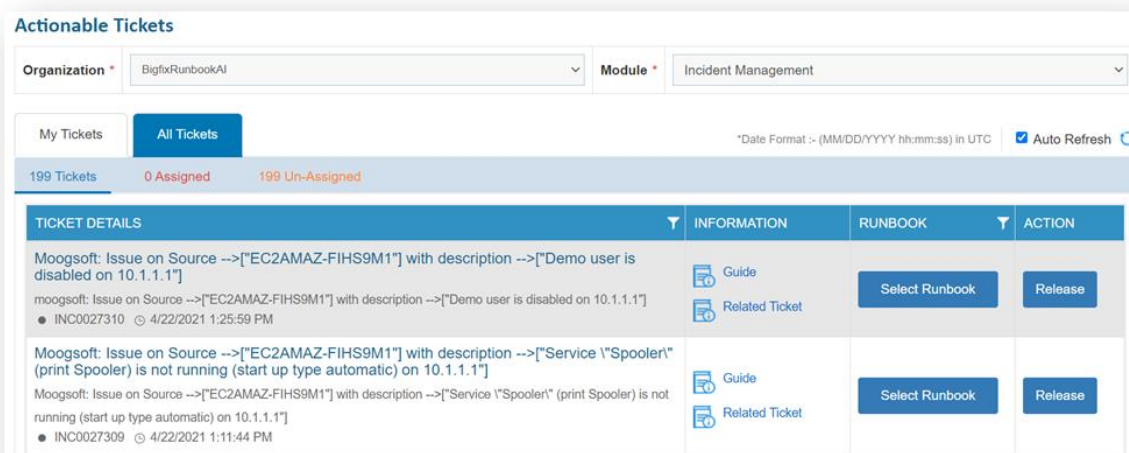 Actionable Tickets
Organization * BigfixRunbookAI Module * Incident Management
My Tickets All Tickets *Date Format :- (MM/DD/YYYY hh:mm:ss) in UTC Auto Refresh
199 Tickets 0 Assigned 199 Un-Assigned
TICKET DETAILS INFORMATION RUNBOOK ACTION
Moogsoft: Issue on Source -->["EC2AMAZ-FIHS9M1"] with description -->["Demo user is
disabled on 10.1.1.1"]
moogsoft: Issue on Source -->["EC2AMAZ-FIHS9M1"] with description -->["Demo user is disabled on 10.1.1.1"]
INC0027310 4/22/2021 1:25:59 PM
Guide
Related Ticket
Select Runbook
Release
Moogsoft: Issue on Source -->["EC2AMAZ-FIHS9M1"] with description -->["Service \"Spooler\"
(print Spooler) is not running (start up type automatic) on 10.1.1.1"]
Moogsoft: Issue on Source -->["EC2AMAZ-FIHS9M1"] with description -->["Service \"Spooler\" (print Spooler) is not
running (start up type automatic) on 10.1.1.1"]
INC0027309 4/22/2021 1:11:44 PM
Guide
Related Ticket
Select Runbook
Release